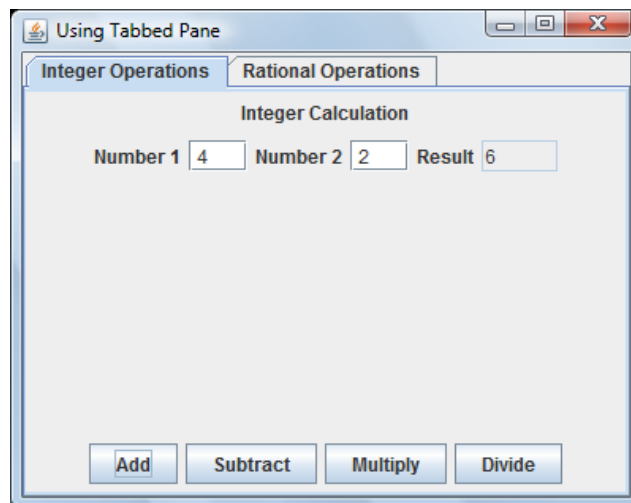 Using Tabbed Pane
Integer Operations Rational Operations
Integer Calculation
Number 1 4 Number 2 2 Result 6
Add Subtract Multiply Divide